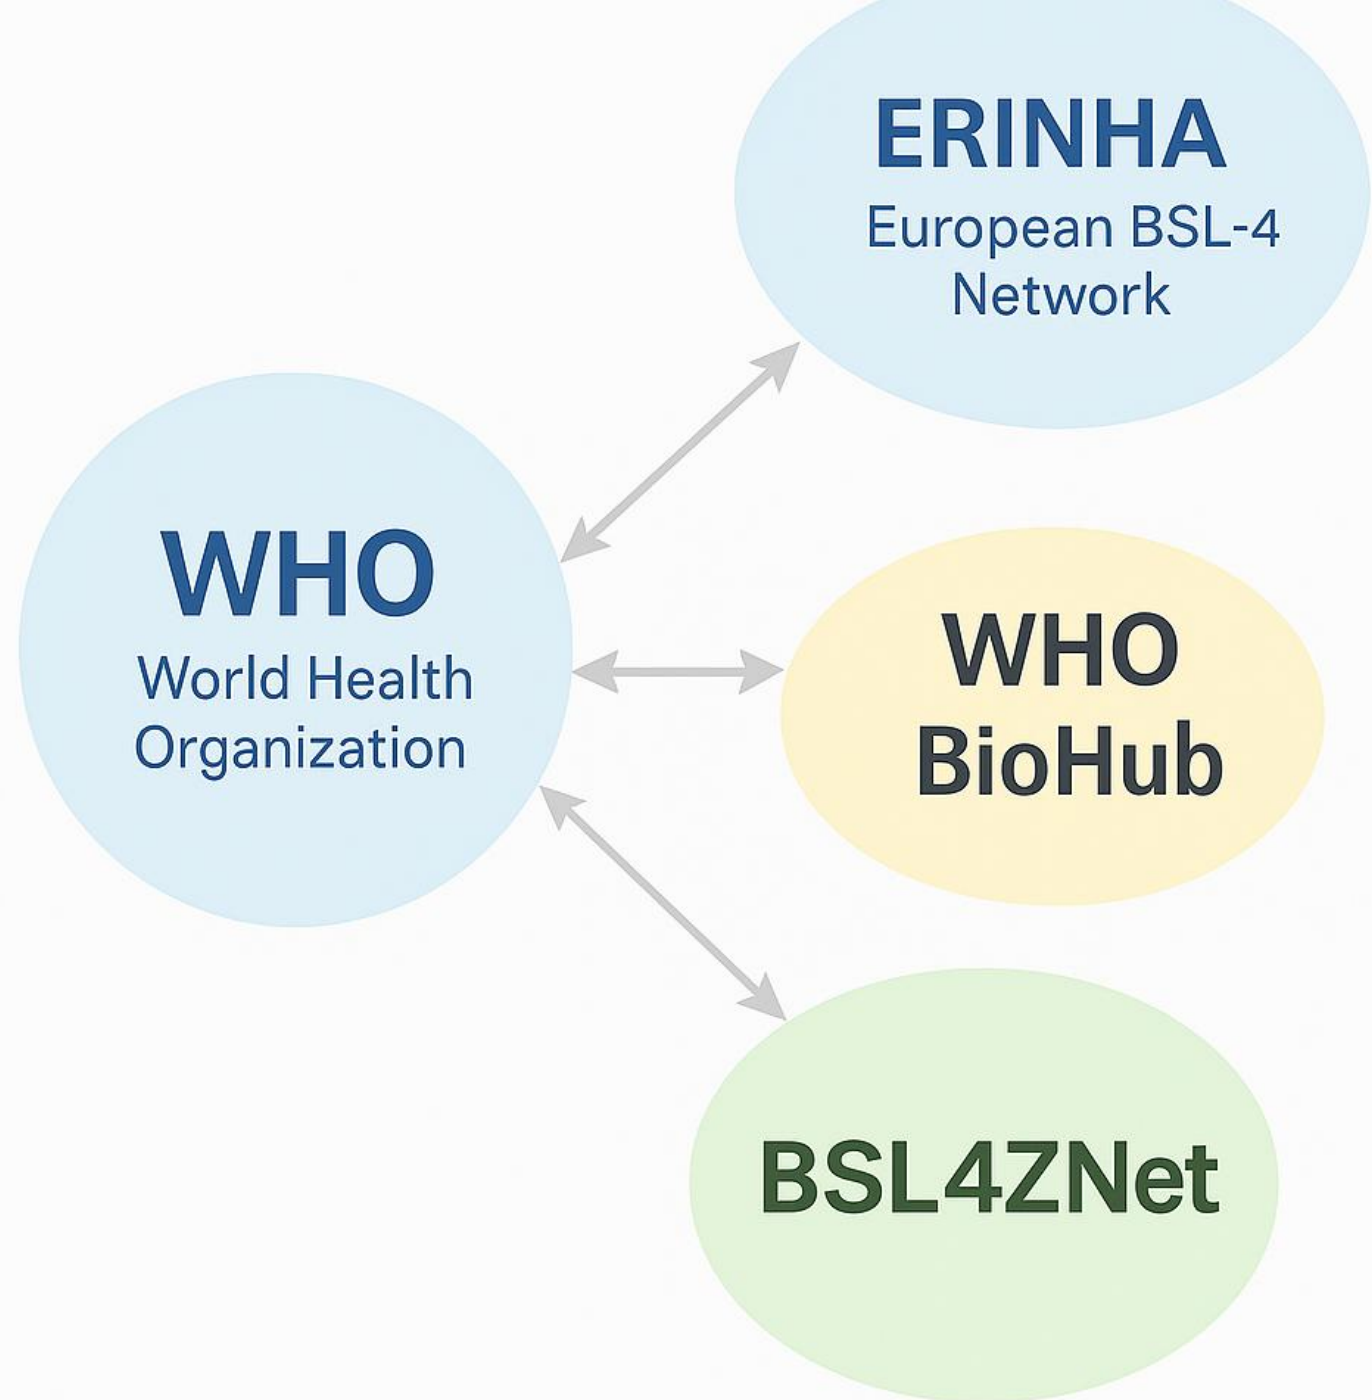 ERINHA
European BSL-4
Network
WHO
World Health
Organization
WHO
BioHub
BSL4ZNet